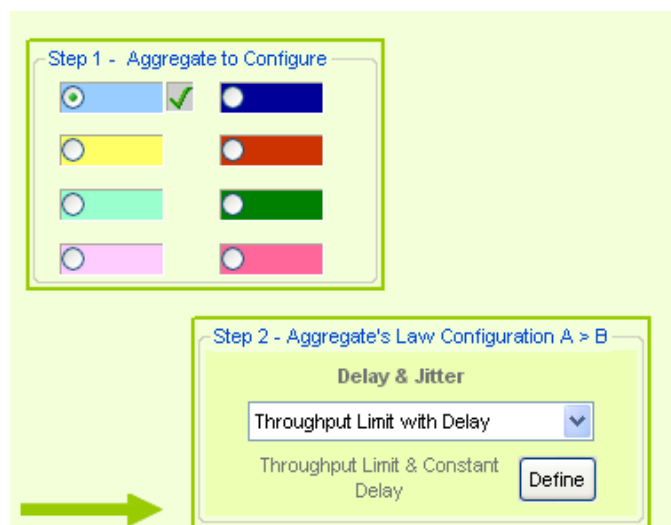 Step 1 - Aggregate to Configure
Step 2 - Aggregate's Law Configuration A > B
Delay & Jitter
Throughput Limit with Delay
Throughput Limit & Constant
Delay
Define